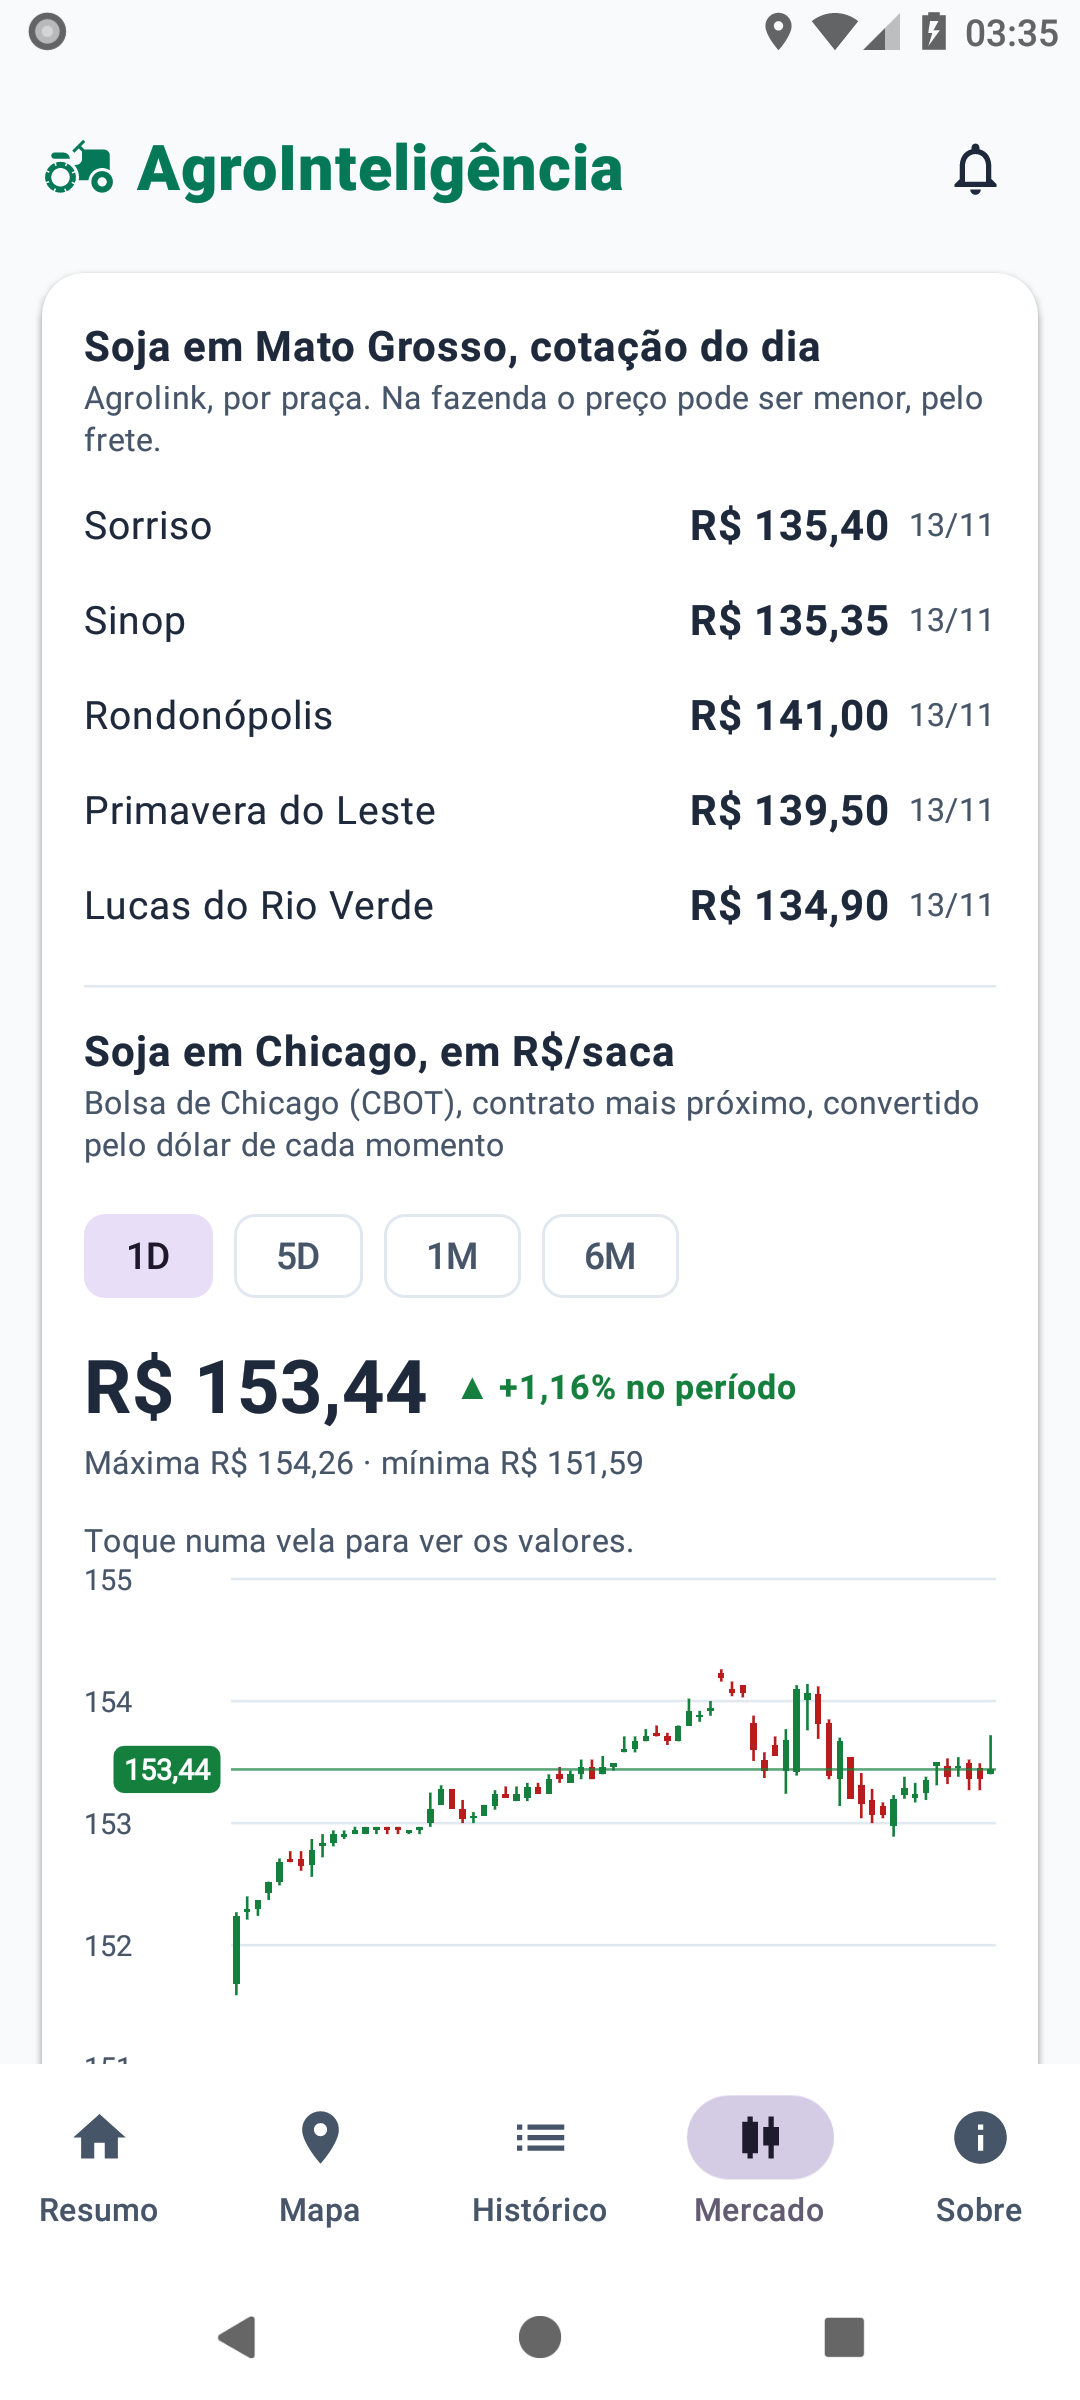 03:35
AgroInteligência
Soja em Mato Grosso, cotação do dia
Agrolink, por praça. Na fazenda o preço pode ser menor, pelo
frete.
Sorriso R$ 135,40 13/11
Sinop R$ 135,35 13/11
Rondonópolis R$ 141,00 13/11
Primavera do Leste R$ 139,50 13/11
Lucas do Rio Verde R$ 134,90 13/11
Soja em Chicago, em R$/saca
Bolsa de Chicago (CBOT), contrato mais próximo, convertido
pelo dólar de cada momento
1D 5D 1M 6M
R$ 153,44 ▲ +1,16% no período
Máxima R$ 154,26 · mínima R$ 151,59
Toque numa vela para ver os valores.
155
154
153,44
153
152
Resumo Mapa Histórico Mercado Sobre